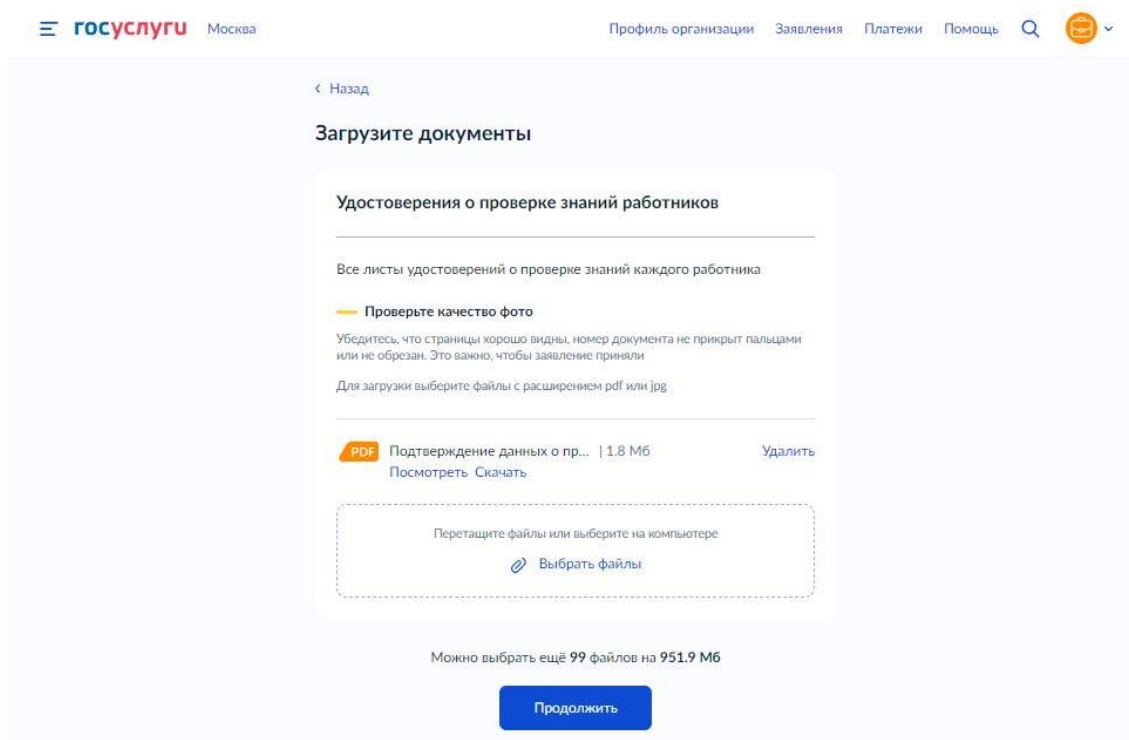 госуслуги Москва Профиль организации Заявления Платежи Помощь
Назад
Загрузите документы
Удостоверения о проверке знаний работников
Все листы удостоверений о проверке знаний каждого работника
Проверьте качество фото
Убедитесь, что страницы хорошо видны, номер документа не прикрыт пальцами
или не обрезан. Это важно, чтобы заявление приняли
Для загрузки выберите файлы с расширением pdf или jpg
PDF Подтверждение данных о пр... | 1.8 Мб Удалить
Посмотреть Скачать
Перетащите файлы или выберите на компьютере
Выбрать файлы
Можно выбрать ещё 99 файлов на 951.9 Мб
Продолжить